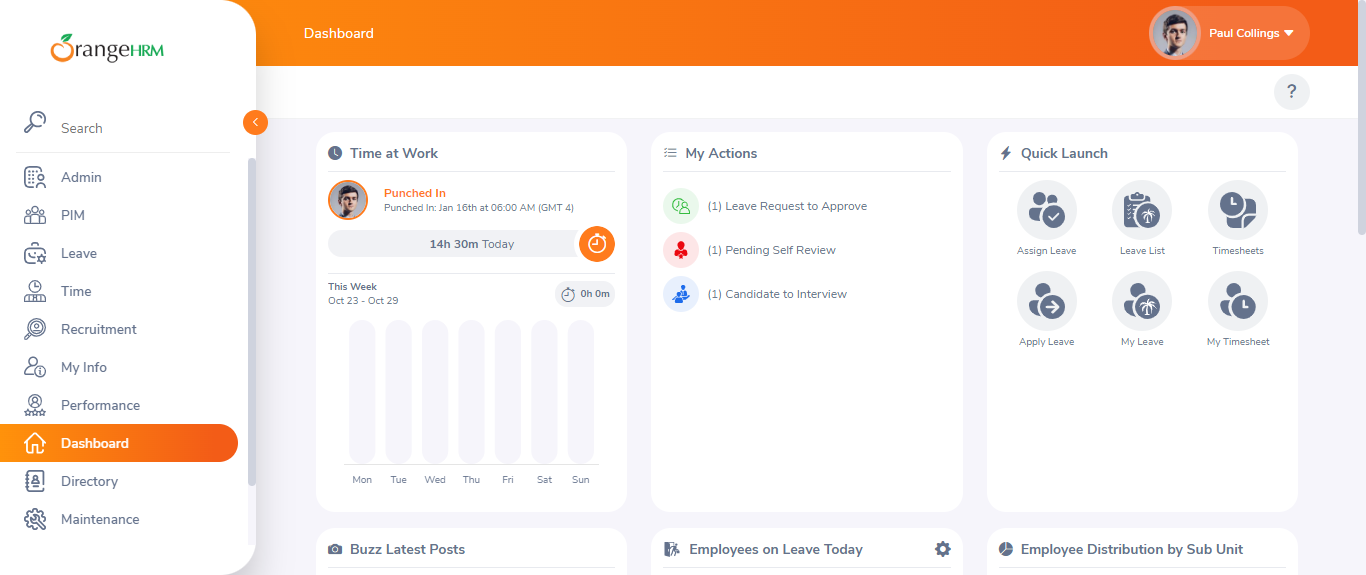 OrangeHRM
Search
Admin
PIM
Leave
Time
Recruitment
My Info
Performance
Dashboard
Directory
Maintenance
Dashboard
Paul Collings
?
Time at Work
Punched In
Punched In: Jan 16th at 06:00 AM (GMT 4)
14h 30m Today
This Week
Oct 23 - Oct 29
0h 0m
Mon Tue Wed Thu Fri Sat Sun
My Actions
(1) Leave Request to Approve
(1) Pending Self Review
(1) Candidate to Interview
Quick Launch
Assign Leave Leave List Timesheets
Apply Leave My Leave My Timesheet
Buzz Latest Posts
Employees on Leave Today
Employee Distribution by Sub Unit